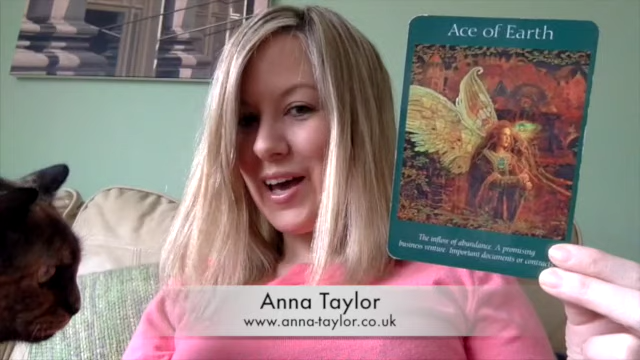 Ace of Earth
The influx of abundance. A promising
business venture. Important documents or contracts
Anna Taylor
www.anna-taylor.co.uk